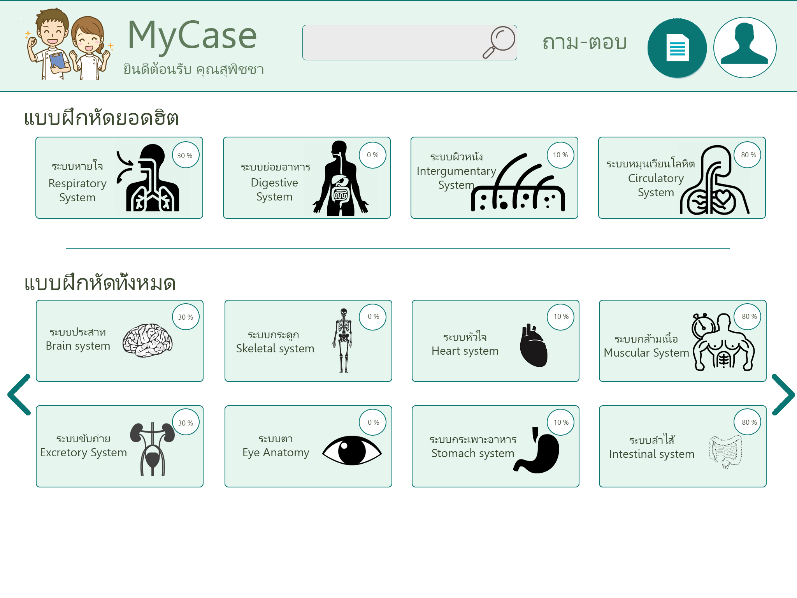 MyCase
ยินดีต้อนรับ คุณสุพิชชา
ถาม-ตอบ
แบบฝึกหัดยอดฮิต
ระบบหายใจ
Respiratory
System
30 %
ระบบย่อยอาหาร
Digestive
System
0 %
ระบบผิวหนัง
Intergumentary
System
10 %
ระบบหมุนเวียนโลหิต
Circulatory
System
80 %
แบบฝึกหัดทั้งหมด
ระบบประสาท
Brain system
30 %
ระบบกระดูก
Skeletal system
0 %
ระบบหัวใจ
Heart system
10 %
ระบบกล้ามเนื้อ
Muscular System
80 %
ระบบขับถ่าย
Excretory System
30 %
ระบบตา
Eye Anatomy
0 %
ระบบกระเพาะอาหาร
Stomach system
10 %
ระบบลำไส้
Intestinal system
80 %